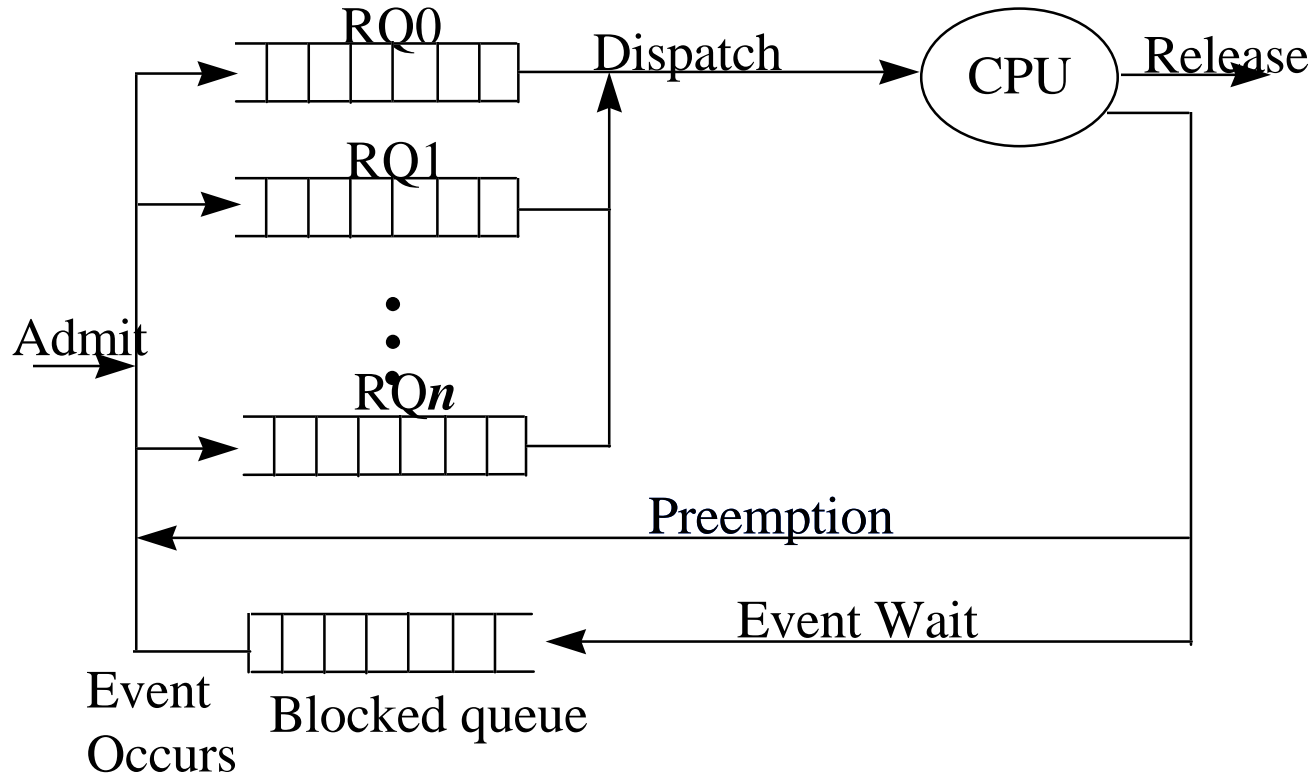 RQ0
Dispatch
CPU
Release
RQ1
Admit
RQn
Preemption
Event Wait
Event
Occurs
Blocked queue